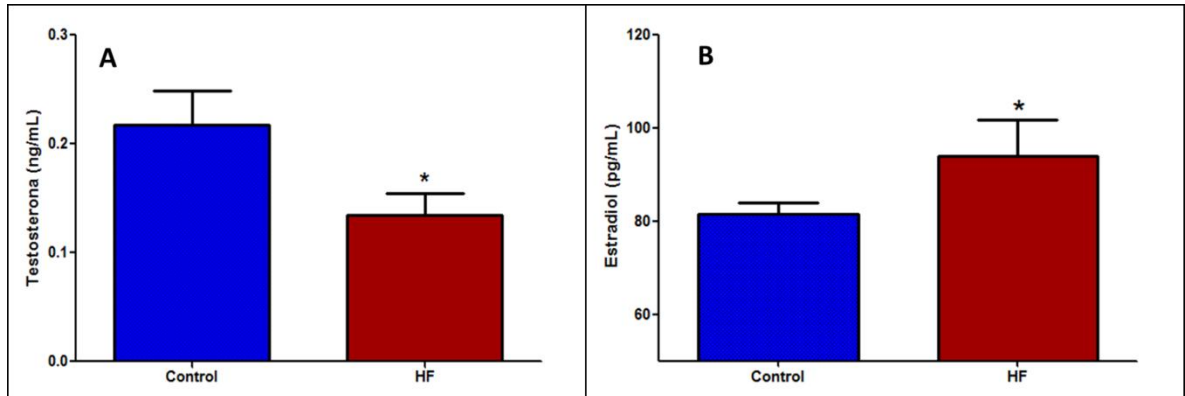 A
Testosterona (ng/mL)
0.3
0.2
0.1
0.0
*
Control
HF
B
Estradiol (pg/mL)
120
100
80
60
*
Control
HF